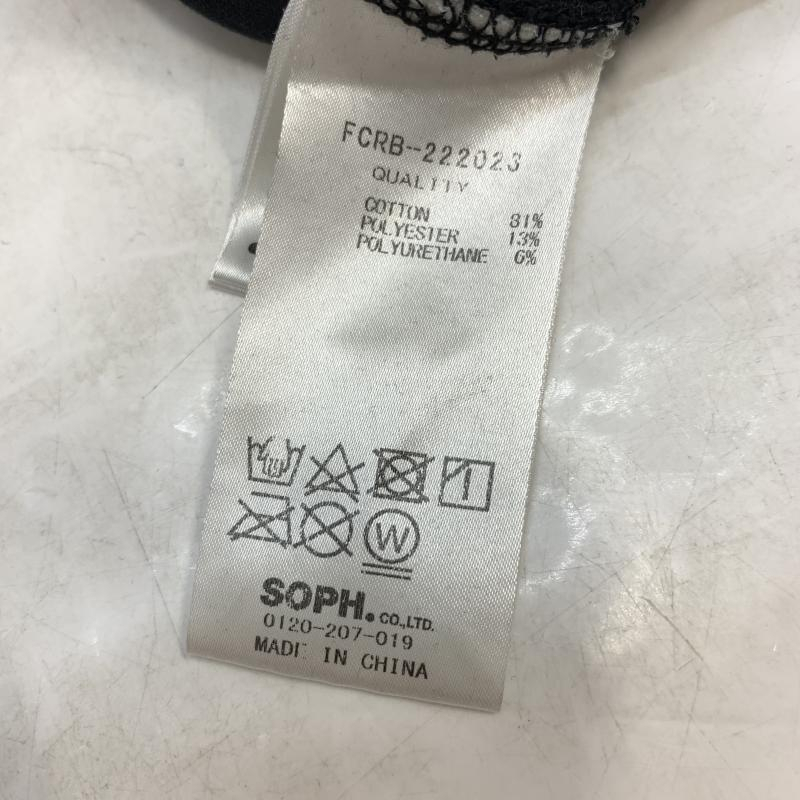 FCRB-222023
QUALITY
COTTON 81%
POLYESTER 13%
POLYURETHANE 6%
W
SOPH. CO.,LTD.
0120-207-019
MADE IN CHINA